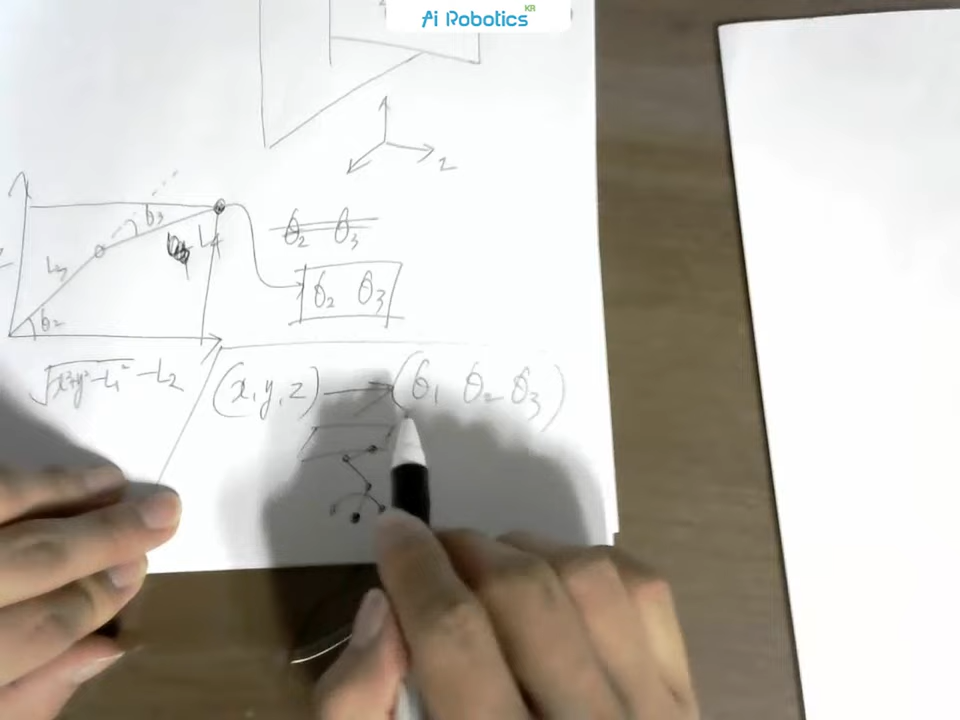 Ai Robotics KR
z
θ3
L4
θ2 θ3
L3
θ2 θ3
θ2
√x²+y²-L1² - L2
(x,y,z) → (θ1 θ2 θ3)